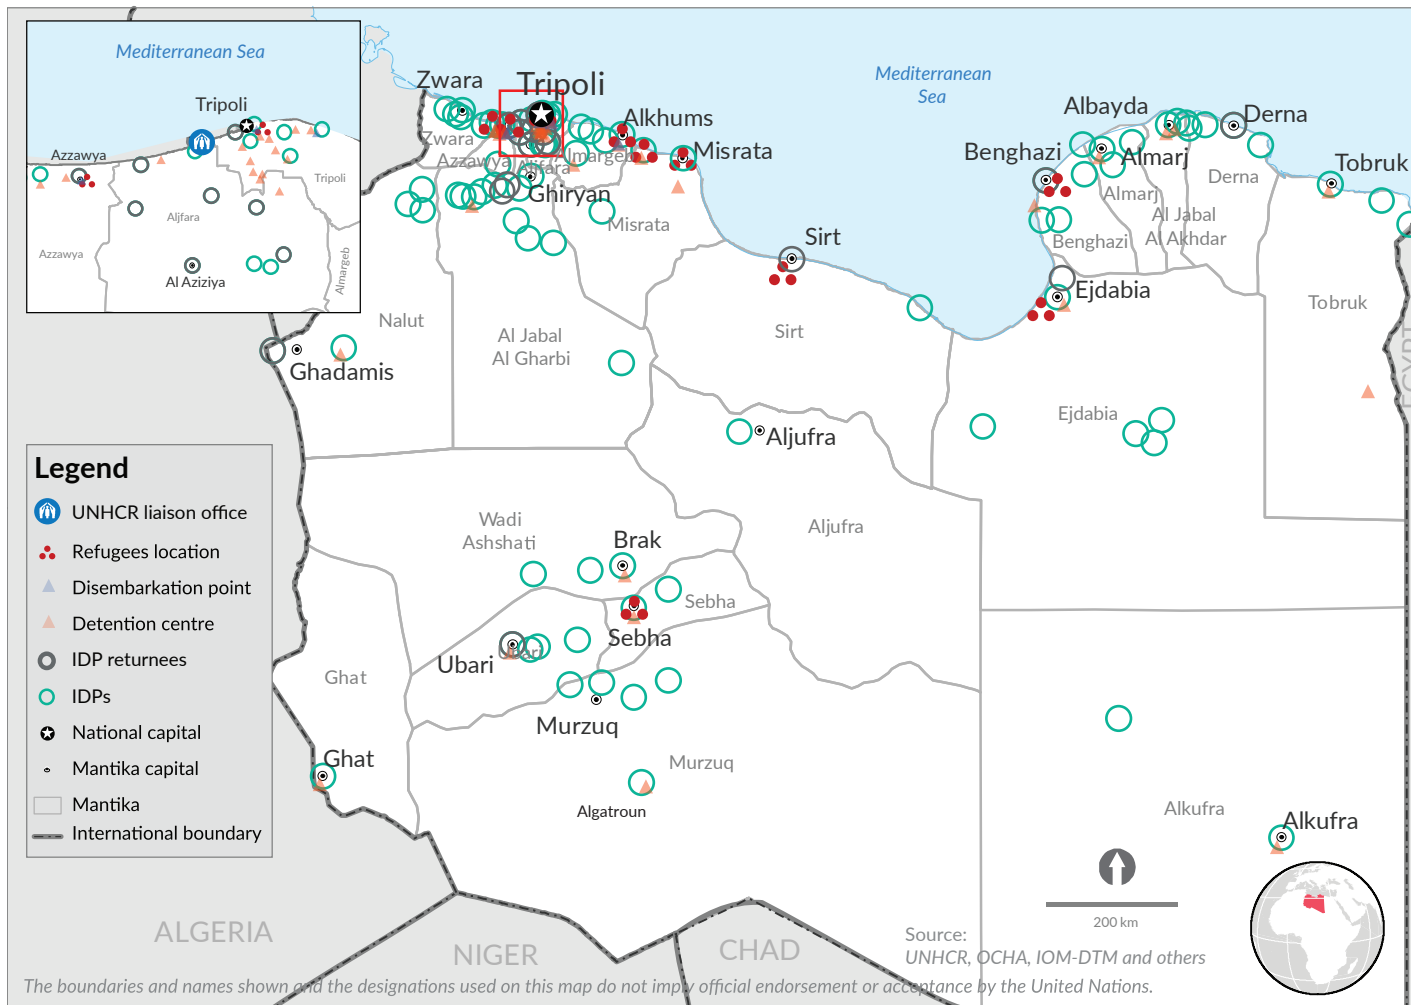 Mediterranean Sea
Tripoli
Azzawya
Tripoli
Aljfara
Azzawya
Almargeb
Al Aziziya
Mediterranean
Sea
Zwara
Tripoli
Alkhums
Misrata
Zwara
Azzawya
Aljfara
lmargeb
Ghiryan
Misrata
Albayda
Derna
Benghazi
Almarj
Tobruk
Almarj
Derna
Al Jabal
Al Akhdar
Benghazi
Sirt
Ejdabia
Tobruk
EGYPT
Nalut
Al Jabal
Al Gharbi
Sirt
Ghadamis
Ejdabia
Aljufra
Legend
UNHCR liaison office
Refugees location
Disembarkation point
Detention centre
IDP returnees
IDPs
National capital
Mantika capital
Mantika
International boundary
Wadi
Ashshati
Brak
Aljufra
Sebha
Sebha
Ubari
Ubari
Ghat
Murzuq
Ghat
Murzuq
Algatroun
Alkufra
Alkufra
200 km
ALGERIA
NIGER
CHAD
Source:
UNHCR, OCHA, IOM-DTM and others
The boundaries and names shown and the designations used on this map do not imply official endorsement or acceptance by the United Nations.